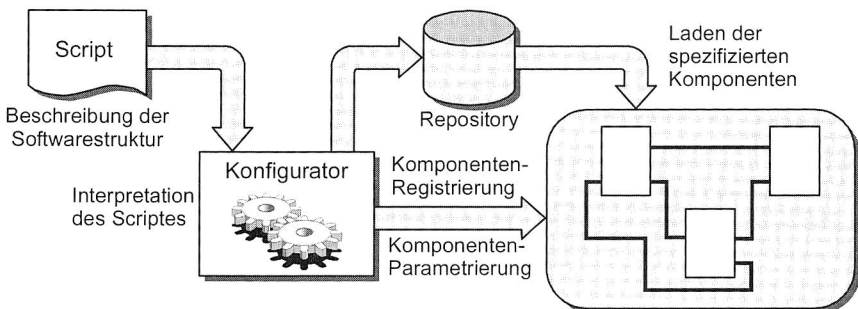 Script
Beschreibung der
Softwarestruktur
Repository
Laden der
spezifizierten
Komponenten
Konfigurator
Interpretation
des Scriptes
Komponenten-
Registrierung
Komponenten-
Parametrierung